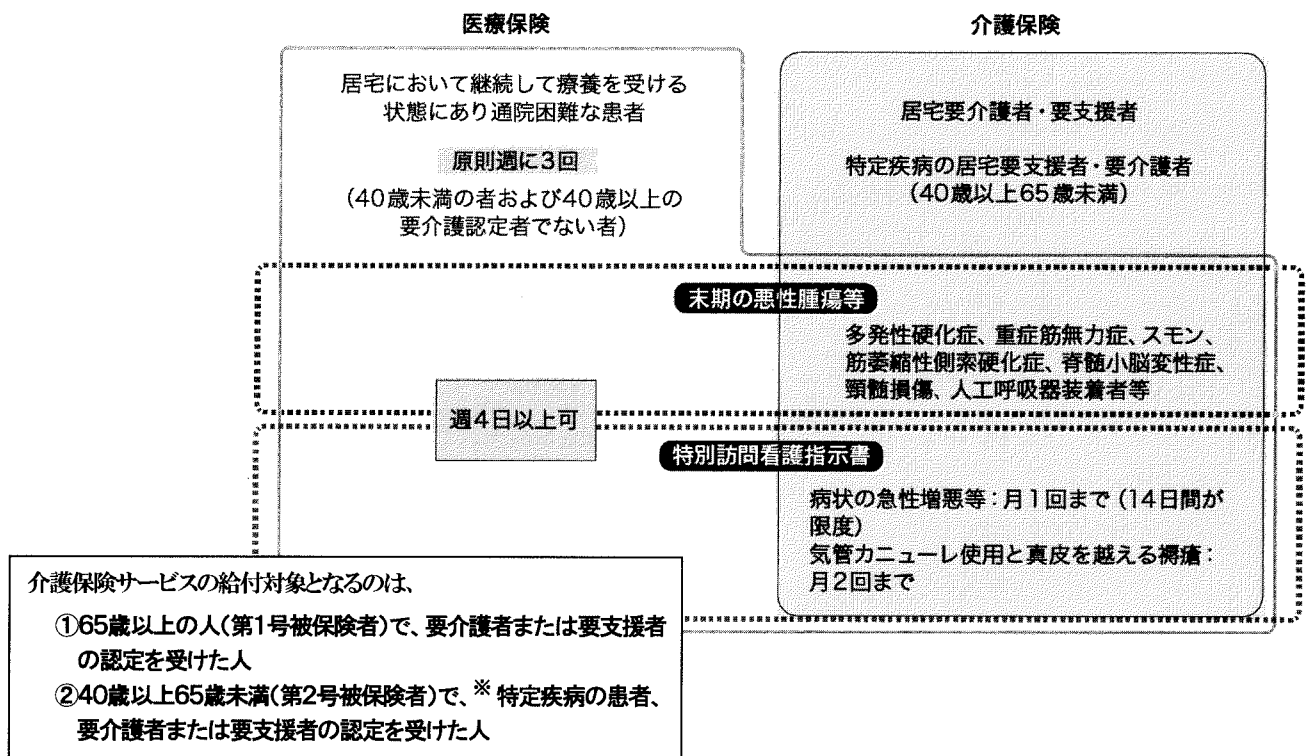 医療保険
介護保険
居宅において継続して療養を受ける
状態にあり通院困難な患者
原則週に3回
（40歳未満の者および40歳以上の
要介護認定者でない者）
居宅要介護者・要支援者
特定疾病の居宅要支援者・要介護者
（40歳以上65歳未満）
末期の悪性腫瘍等
多発性硬化症、重症筋無力症、スモン、
筋萎縮性側索硬化症、脊髄小脳変性症、
頸髄損傷、人工呼吸器装着者等
週4日以上可
特別訪問看護指示書
病状の急性増悪等：月1回まで（14日間が
限度）
気管カニューレ使用と真皮を越える褥瘡：
月2回まで
介護保険サービスの給付対象となるのは、
①65歳以上の人（第1号被保険者）で、要介護者または要支援者
の認定を受けた人
②40歳以上65歳未満（第2号被保険者）で、※特定疾病の患者、
要介護者または要支援者の認定を受けた人